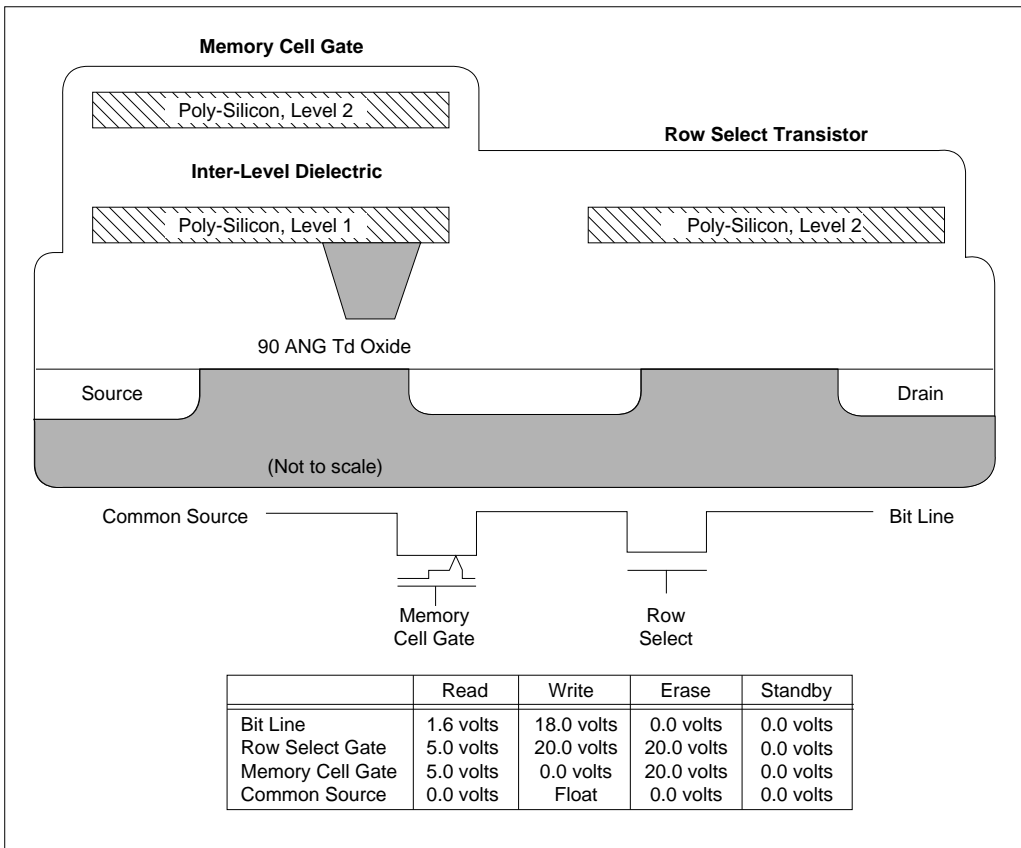 Memory Cell Gate
Poly-Silicon, Level 2
Row Select Transistor
Inter-Level Dielectric
Poly-Silicon, Level 1
Poly-Silicon, Level 2
90 ANG Td Oxide
Source
Drain
(Not to scale)
Common Source
Bit Line
Memory
Cell Gate
Row
Select
Read Write Erase Standby
Bit Line 1.6 volts 18.0 volts 0.0 volts 0.0 volts
Row Select Gate 5.0 volts 20.0 volts 20.0 volts 0.0 volts
Memory Cell Gate 5.0 volts 0.0 volts 20.0 volts 0.0 volts
Common Source 0.0 volts Float 0.0 volts 0.0 volts